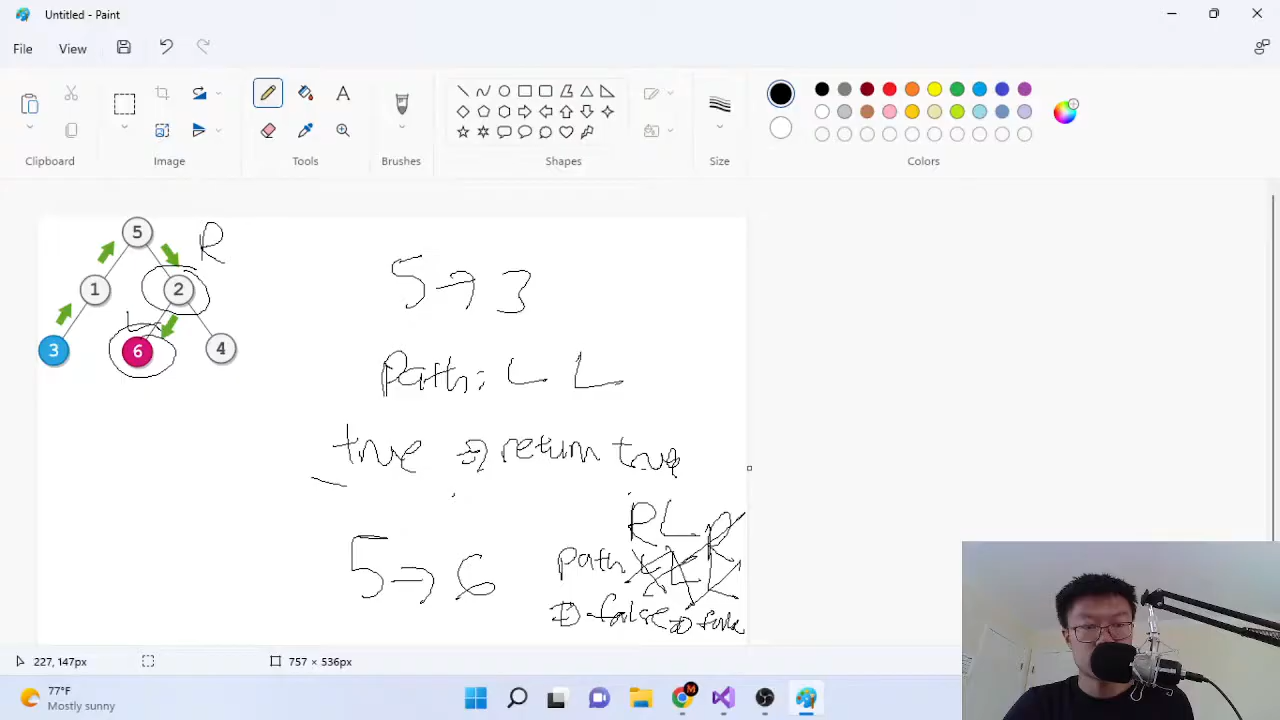 Untitled - Paint
File View
Clipboard Image Tools Brushes Shapes Size Colors
5 R
1 2
L
3 6 4
5 → 3
Path: L L
true ⇒ return true
5 → 6
R L R
path
⇒ false ⇒ false
227, 147px 757 × 536px
77°F
Mostly sunny